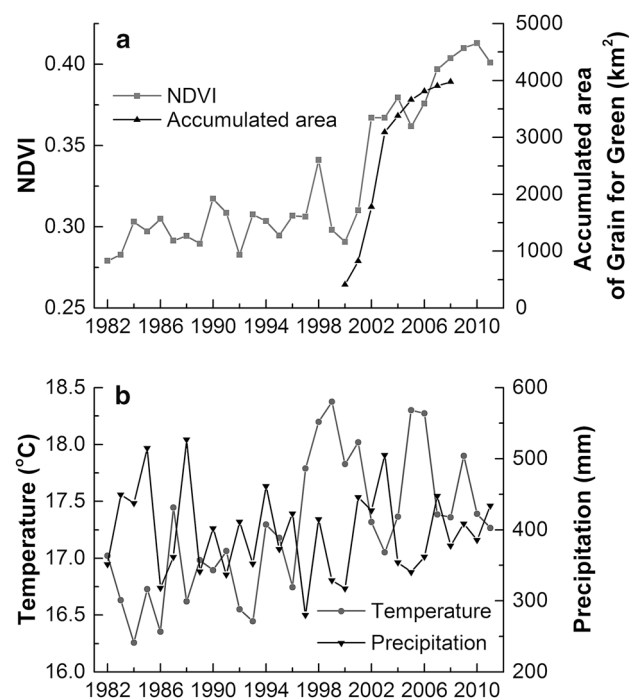 a
NDVI
Accumulated area
0.40
0.35
0.30
0.25
NDVI
5000
4000
3000
2000
1000
0
Accumulated area
of Grain for Green (km²)
1982 1986 1990 1994 1998 2002 2006 2010
b
18.5
18.0
17.5
17.0
16.5
16.0
Temperature (°C)
600
500
400
300
200
Precipitation (mm)
Temperature
Precipitation
1982 1986 1990 1994 1998 2002 2006 2010